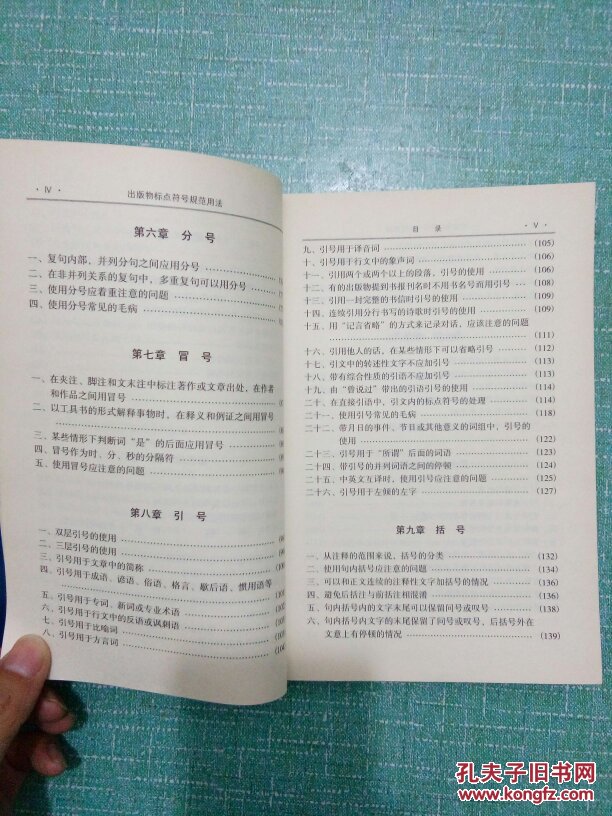 · Ⅳ ·
出版物标点符号规范用法
第六章 分 号
一、复句内部、并列分句之间应用分号
二、在非并列关系的复句中，多重复句可以用分号
三、使用分号应着重注意的问题
四、使用分号常见的毛病
第七章 冒 号
一、在夹注、脚注和文末注中标注著作或文章出处，在作者
和作品之间用冒号
二、以工具书的形式解释事物时，在释义和例证之间用冒号
三、某些情形下判断词“是”的后面应用冒号
四、冒号作为时、分、秒的分隔符
五、使用冒号应注意的问题
第八章 引 号
一、双层引号的使用
二、三层引号的使用
三、引号用于文章中的简称
四、引号用于成语、谚语、俗语、格言、歇后语、惯用语等
五、引号用于专词、新词或专业术语
六、引号用于行文中的反语或讽刺语
七、引号用于比喻词
八、引号用于方言词
目 录
· Ⅴ ·
九、引号用于译音词 (105)
十、引号用于行文中的象声词 (106)
十一、引用两个或两个以上的段落，引号的使用 (106)
十二、有的出版物提到书报刊名时不用书名号而用引号 (108)
十三、引用一封完整的书信时引号的使用 (109)
十四、连续引用分行书写的诗歌时引号的使用 (109)
十五、用“记言省略”的方式来记录对话，应该注意的问题
(111)
十六、引用他人的话，在某些情形下可以省略引号 (112)
十七、引文中的转述性文字不应加引号 (113)
十八、带有综合性质的引语不应加引号 (113)
十九、由“曾说过”带出的引语引号的使用 (114)
二十、在直接引语中，引文内的标点符号的处理 (114)
二十一、使用引号常见的毛病 (118)
二十二、带月日的事件、节日或其他意义的词组中，引号的
使用 (122)
二十三、引号用于“所谓”后面的词语 (123)
二十四、带引号的并列词语之间的停顿 (124)
二十五、中英文互译时，使用引号应注意的问题 (125)
二十六、引号用于左倾的左字 (127)
第九章 括 号
一、从注释的范围来说，括号的分类 (132)
二、使用句内括号应注意的问题 (134)
三、可以和正文连续的注释性文字加括号的情况 (136)
四、避免后括注与前括注相混淆 (136)
五、句内括号内的文字末尾可以保留问号或叹号 (138)
六、句内括号内文字的末尾保留了问号或叹号，后括号外在
文意上有停顿的情况 (139)
孔夫子旧书网
KONGFZ.COM